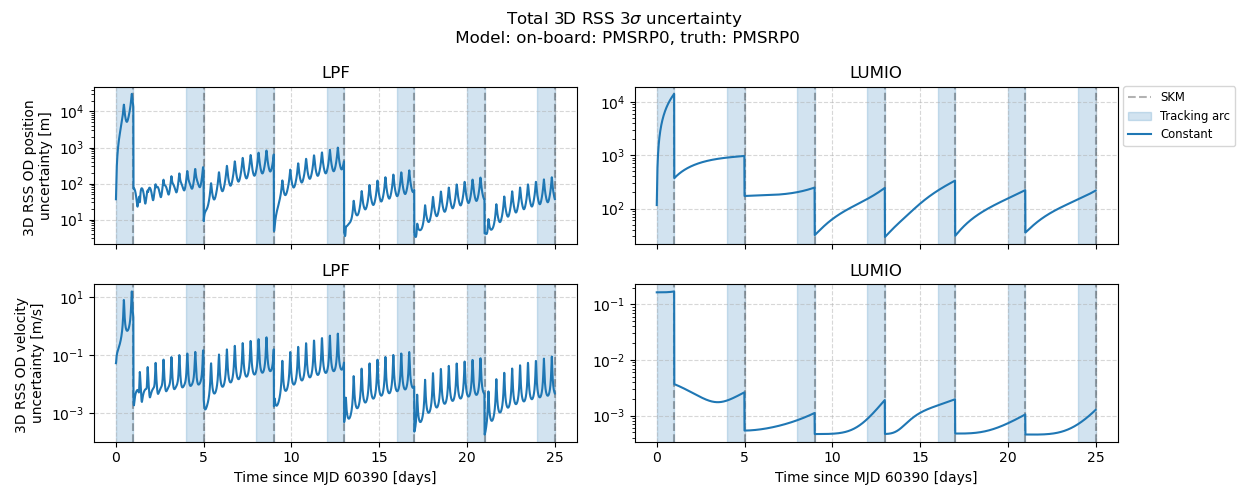 Total 3D RSS 3σ uncertainty
Model: on-board: PMSRP0, truth: PMSRP0
LPF
3D RSS OD position
uncertainty [m]
10⁴
10³
10²
10¹
LUMIO
10⁴
10³
10²
SKM
Tracking arc
Constant
LPF
3D RSS OD velocity
uncertainty [m/s]
10¹
10⁻¹
10⁻³
0 5 10 15 20 25
Time since MJD 60390 [days]
LUMIO
10⁻¹
10⁻²
10⁻³
0 5 10 15 20 25
Time since MJD 60390 [days]